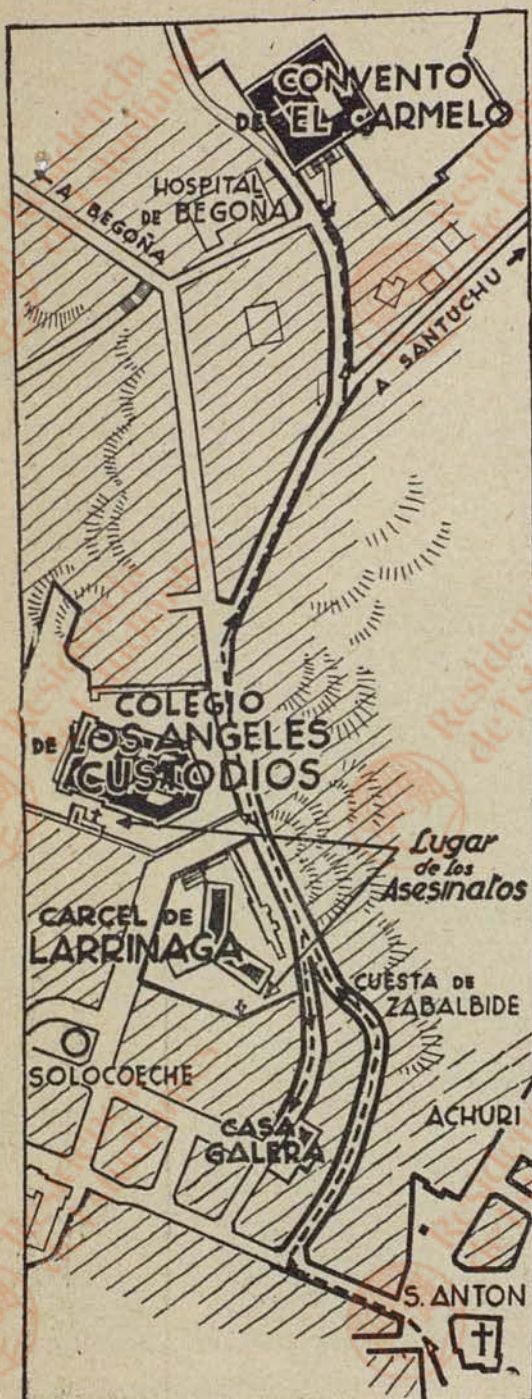 CONVENTO
DE EL CARMELO
HOSPITAL
DE BEGOÑA
A BEGOÑA
A SANTUCHU
COLEGIO
DE LOS ANGELES
CUSTODIOS
Lugar
de los
Asesinatos
CARCEL DE
LARRINAGA
CUESTA DE
ZABALBIDE
SOLOCOECHE
ACHURI
CASA
GALERA
S. ANTON